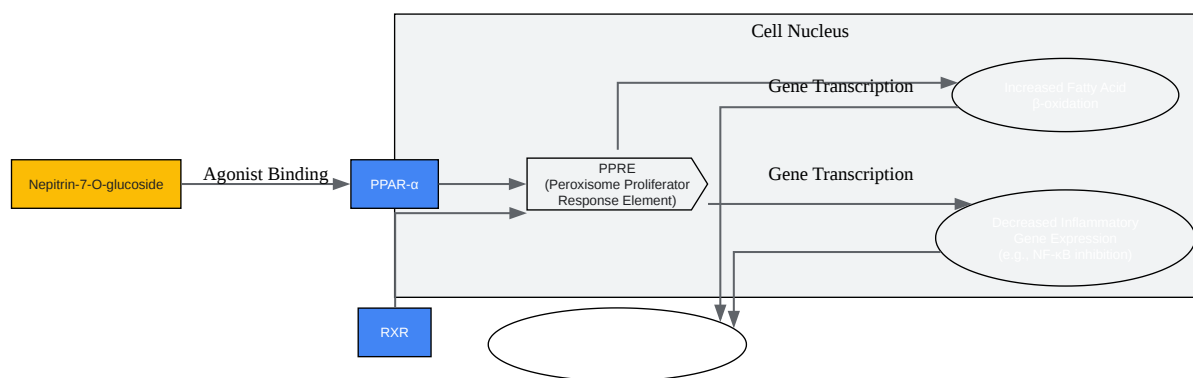 Cell Nucleus
Gene Transcription
Increased Fatty Acid
β-oxidation
Nepitrin-7-O-glucoside
Agonist Binding
PPAR-α
PPRE
(Peroxisome Proliferator
Response Element)
Gene Transcription
Decreased Inflammatory
Gene Expression
(e.g., NF-κB inhibition)
RXR